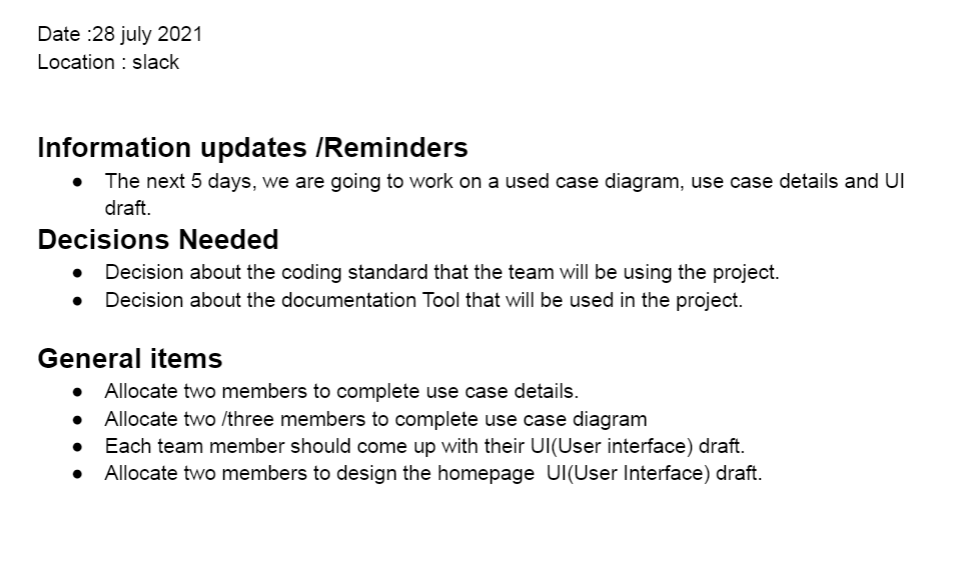 Date :28 july 2021
Location : slack
Information updates /Reminders
● The next 5 days, we are going to work on a used case diagram, use case details and UI
draft.
Decisions Needed
● Decision about the coding standard that the team will be using the project.
● Decision about the documentation Tool that will be used in the project.
General items
● Allocate two members to complete use case details.
● Allocate two /three members to complete use case diagram
● Each team member should come up with their UI(User interface) draft.
● Allocate two members to design the homepage  UI(User Interface) draft.